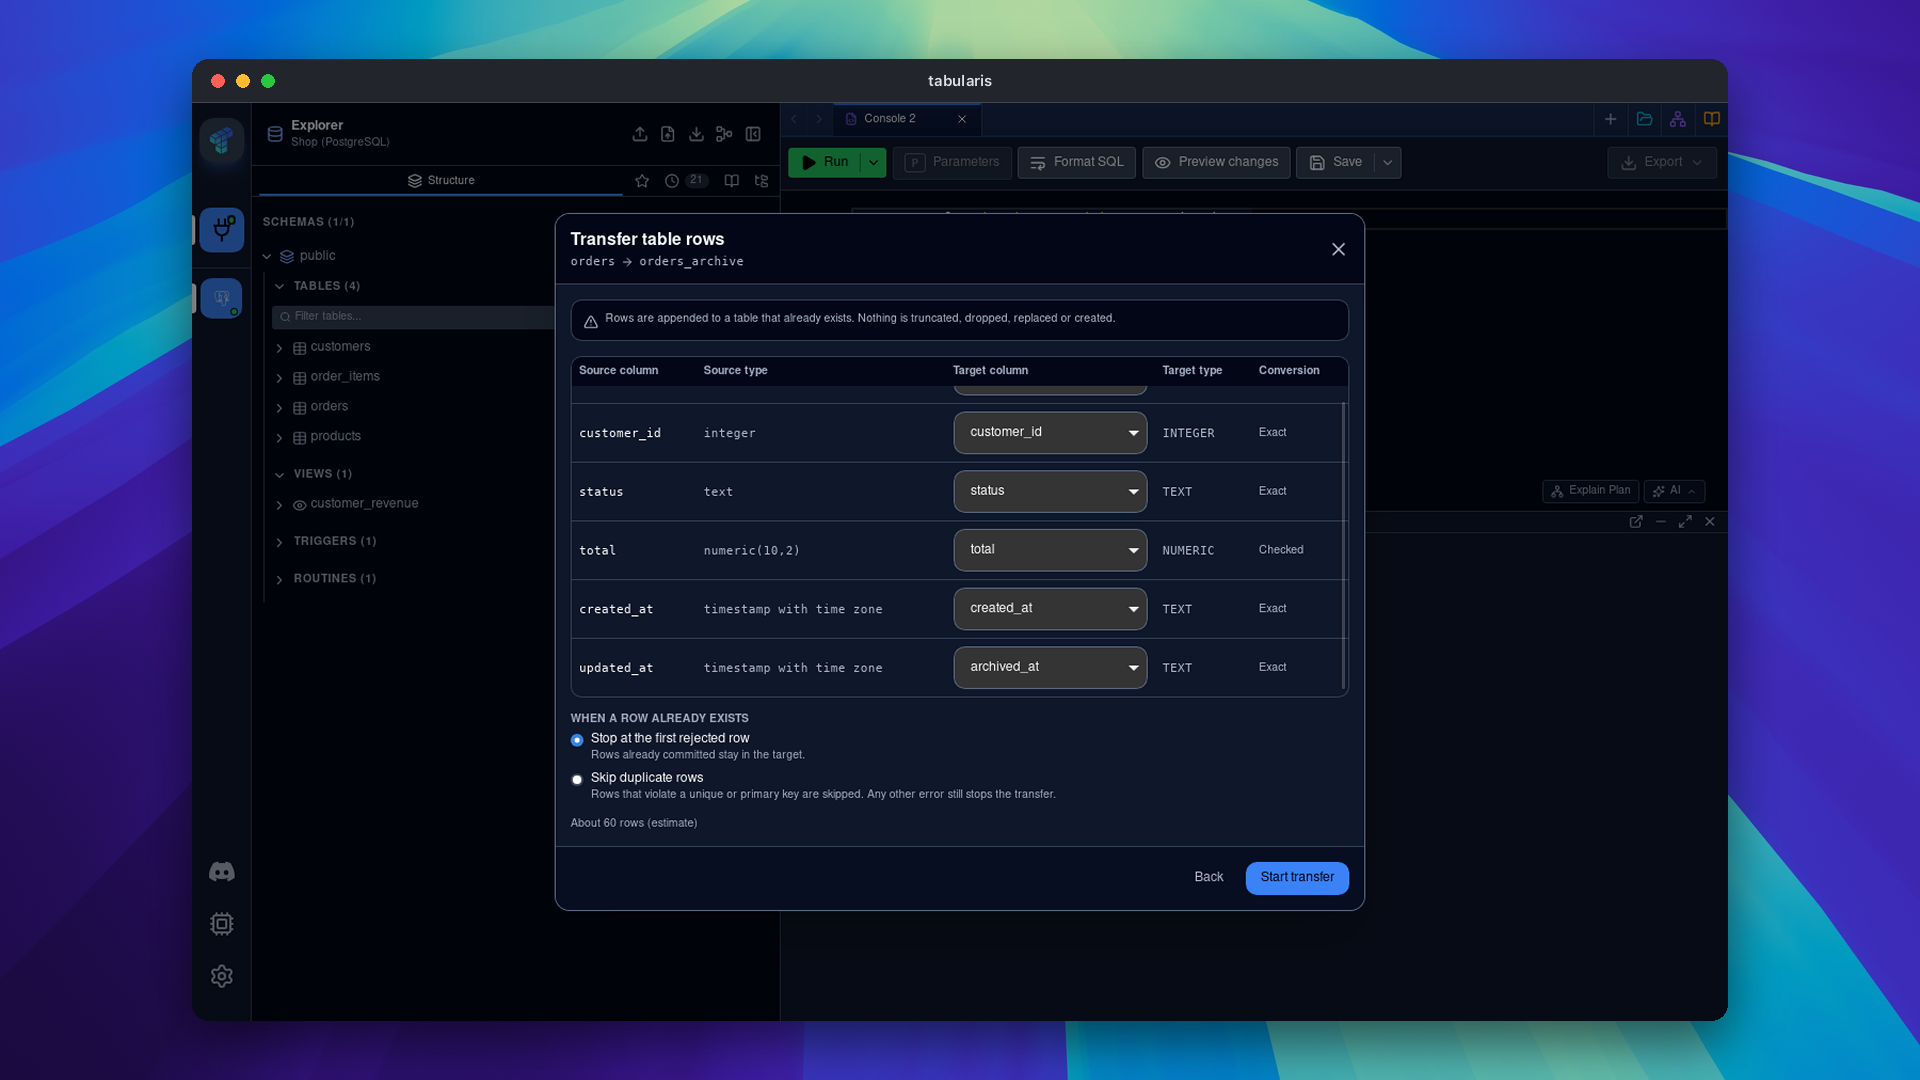 tabularis
Explorer
Shop (PostgreSQL)
Structure
21
SCHEMAS (1/1)
public
TABLES (4)
Filter tables...
customers
order_items
orders
products
VIEWS (1)
customer_revenue
TRIGGERS (1)
ROUTINES (1)
Console 2
Run
P Parameters
Format SQL
Preview changes
Save
Export
Explain Plan
AI
Transfer table rows
orders → orders_archive
Rows are appended to a table that already exists. Nothing is truncated, dropped, replaced or created.
Source column Source type Target column Target type Conversion
customer_id integer customer_id INTEGER Exact
status text status TEXT Exact
total numeric(10,2) total NUMERIC Checked
created_at timestamp with time zone created_at TEXT Exact
updated_at timestamp with time zone archived_at TEXT Exact
WHEN A ROW ALREADY EXISTS
Stop at the first rejected row
Rows already committed stay in the target.
Skip duplicate rows
Rows that violate a unique or primary key are skipped. Any other error still stops the transfer.
About 60 rows (estimate)
Back
Start transfer